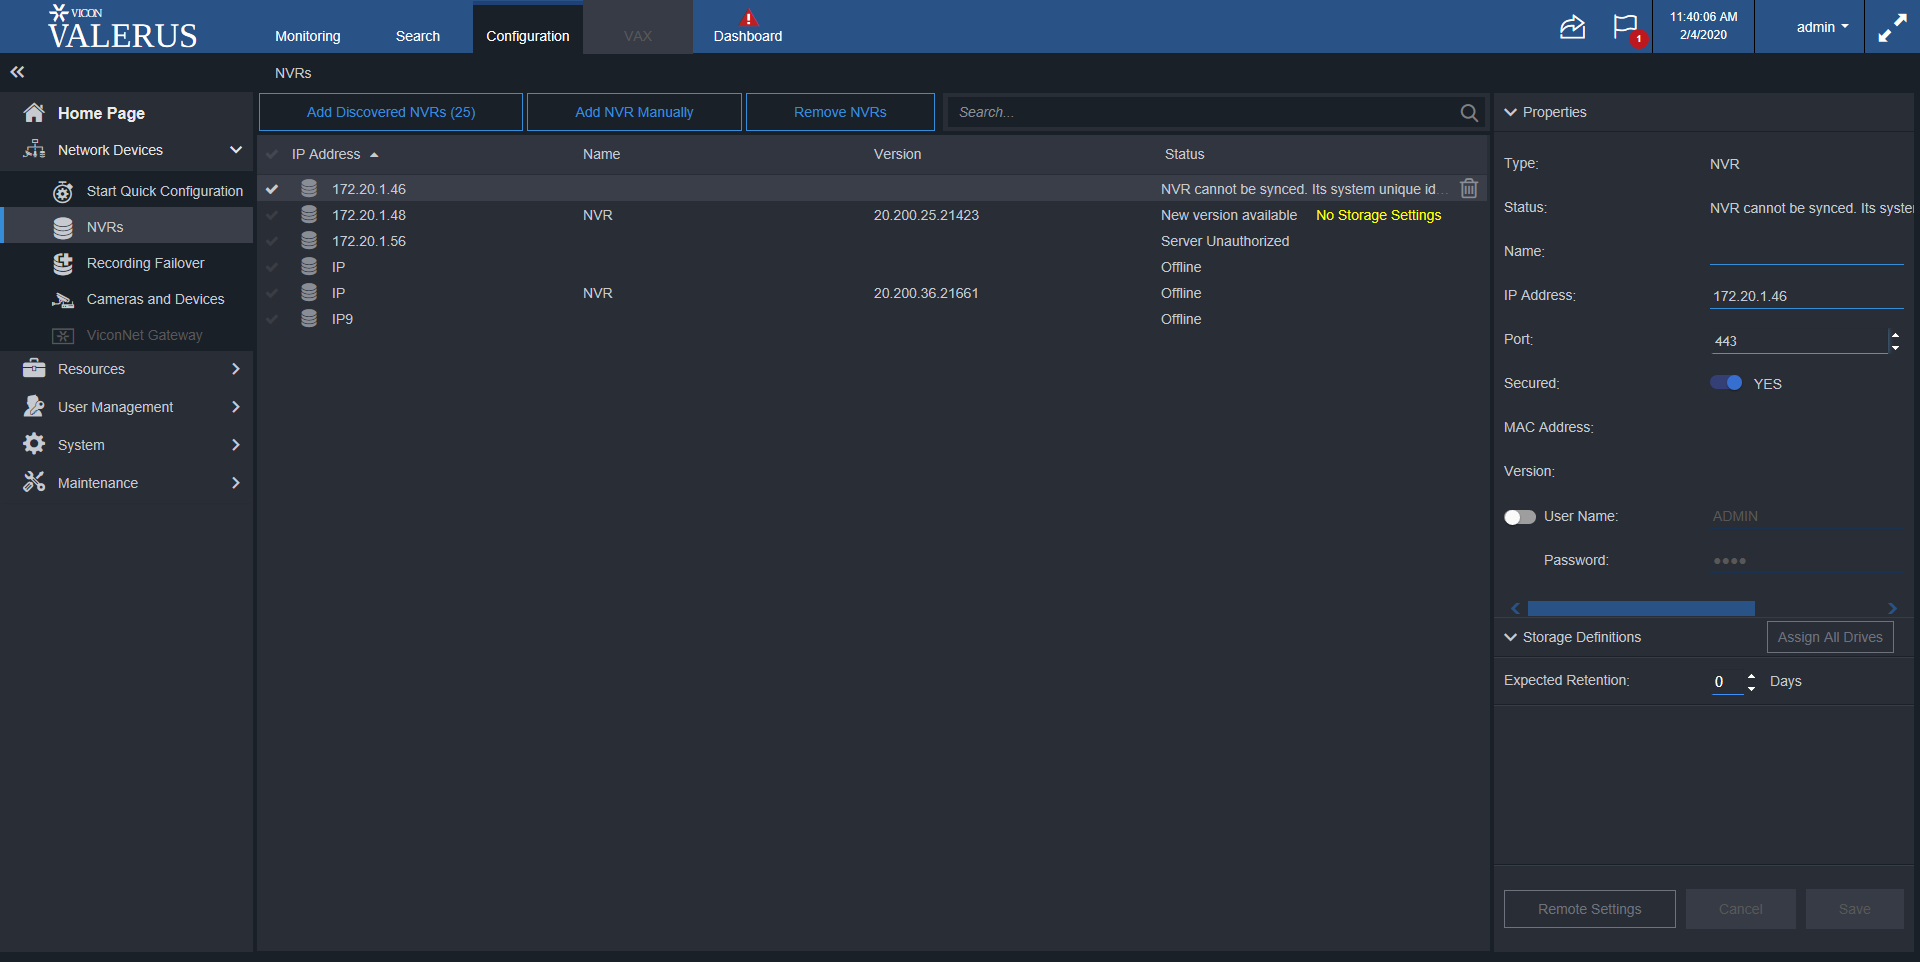 VICON
VALERUS
Monitoring
Search
Configuration
VAX
Dashboard
1
11:40:06 AM
2/4/2020
admin
NVRs
Home Page
Network Devices
Start Quick Configuration
NVRs
Recording Failover
Cameras and Devices
ViconNet Gateway
Resources
User Management
System
Maintenance
Add Discovered NVRs (25)
Add NVR Manually
Remove NVRs
Search...
IP Address Name Version Status
172.20.1.46 NVR cannot be synced. Its system unique id...
172.20.1.48 NVR 20.200.25.21423 New version available No Storage Settings
172.20.1.56 Server Unauthorized
IP Offline
IP NVR 20.200.36.21661 Offline
IP9 Offline
Properties
Type: NVR
Status: NVR cannot be synced. Its syste
Name:
IP Address: 172.20.1.46
Port: 443
Secured: YES
MAC Address:
Version:
User Name: ADMIN
Password: ●●●●
Storage Definitions Assign All Drives
Expected Retention: 0 Days
Remote Settings Cancel Save